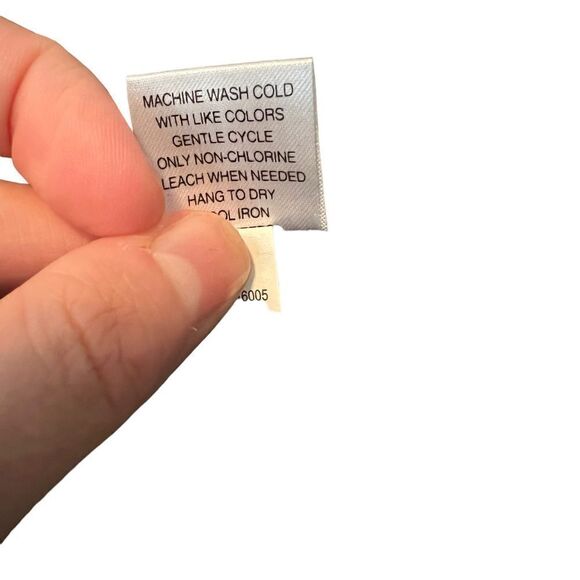 MACHINE WASH COLD
WITH LIKE COLORS
GENTLE CYCLE
ONLY NON-CHLORINE
LEACH WHEN NEEDED
HANG TO DRY
OL IRON
-6005